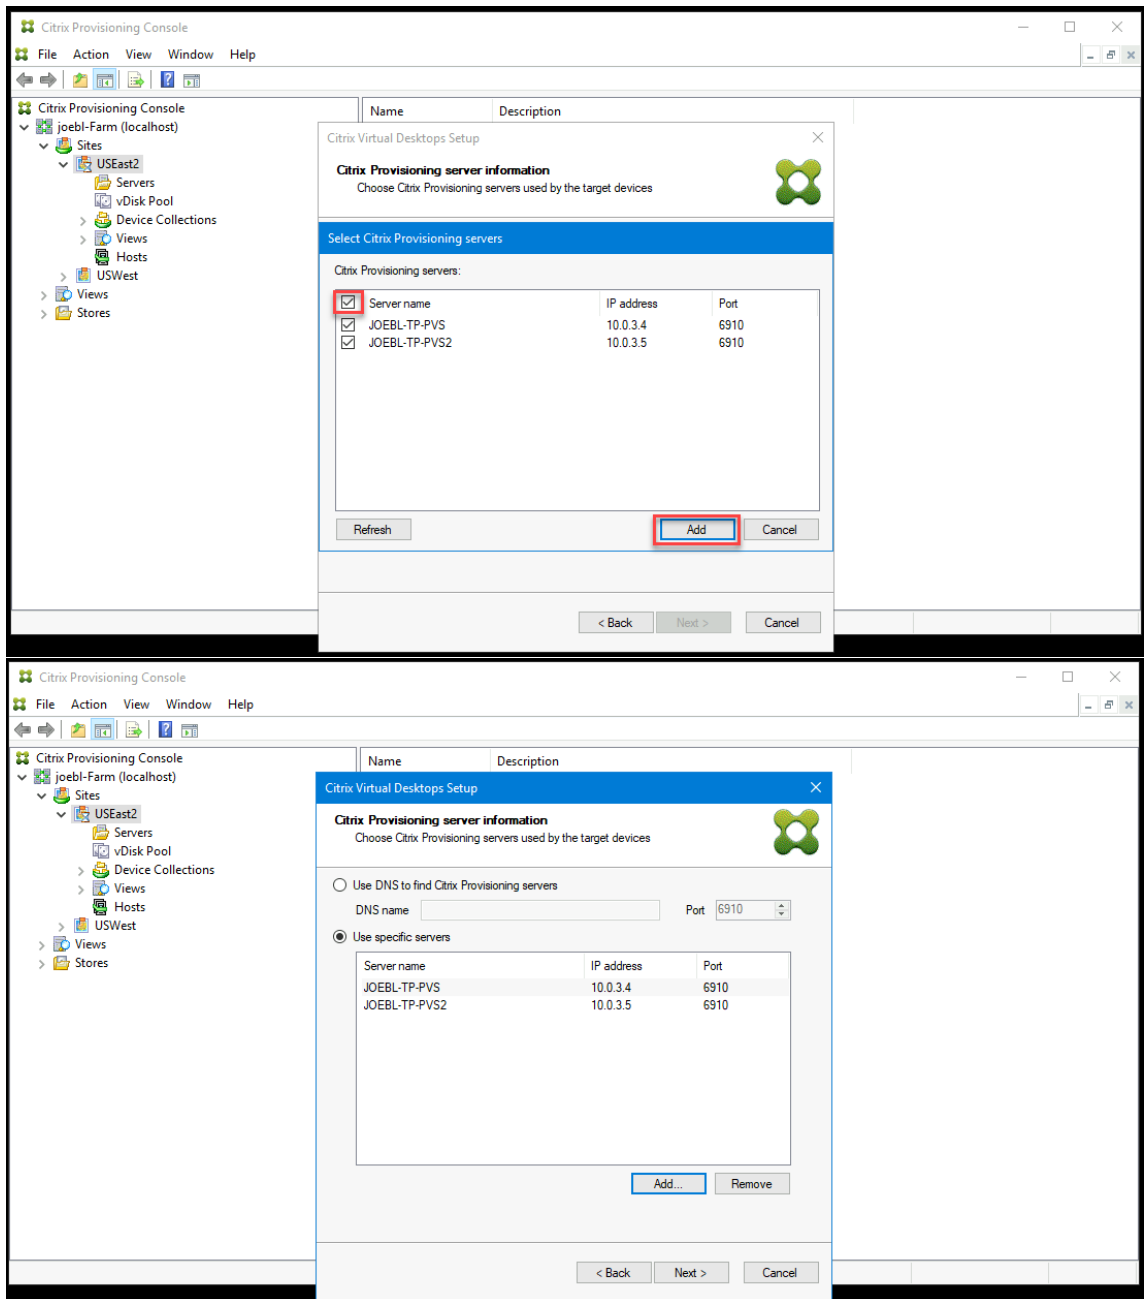 Citrix Provisioning Console
File Action View Window Help
Citrix Provisioning Console
joebl-Farm (localhost)
Sites
USEast2
Servers
vDisk Pool
Device Collections
Views
Hosts
USWest
Views
Stores
Name Description
Citrix Virtual Desktops Setup
Citrix Provisioning server information
Choose Citrix Provisioning servers used by the target devices
Select Citrix Provisioning servers
Citrix Provisioning servers:
Server name IP address Port
JOEBL-TP-PVS 10.0.3.4 6910
JOEBL-TP-PVS2 10.0.3.5 6910
Refresh Add Cancel
< Back Next > Cancel
Citrix Provisioning Console
File Action View Window Help
Citrix Provisioning Console
joebl-Farm (localhost)
Sites
USEast2
Servers
vDisk Pool
Device Collections
Views
Hosts
USWest
Views
Stores
Name Description
Citrix Virtual Desktops Setup
Citrix Provisioning server information
Choose Citrix Provisioning servers used by the target devices
Use DNS to find Citrix Provisioning servers
DNS name Port 6910
Use specific servers
Server name IP address Port
JOEBL-TP-PVS 10.0.3.4 6910
JOEBL-TP-PVS2 10.0.3.5 6910
Add... Remove
< Back Next > Cancel